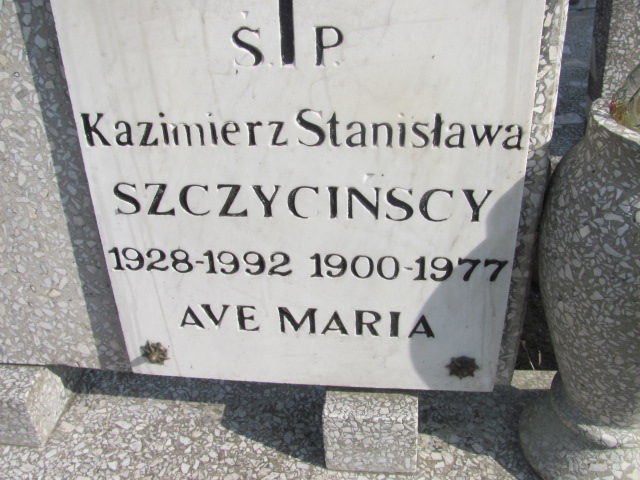 Ś.P.
Kazimierz Stanisława
SZCZYCIŃSCY
1928-1992 1900-1977
AVE MARIA